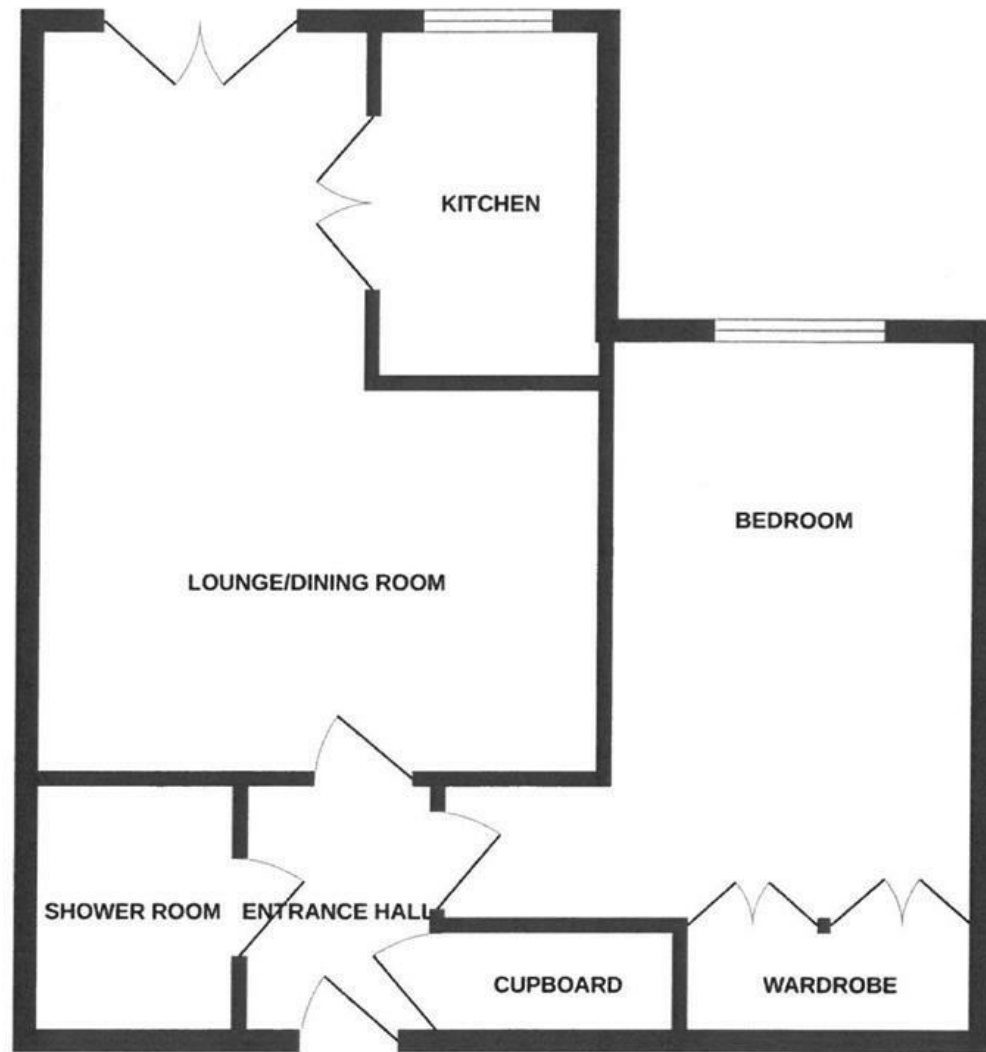 KITCHEN
BEDROOM
LOUNGE/DINING ROOM
SHOWER ROOM
ENTRANCE HALL
CUPBOARD
WARDROBE